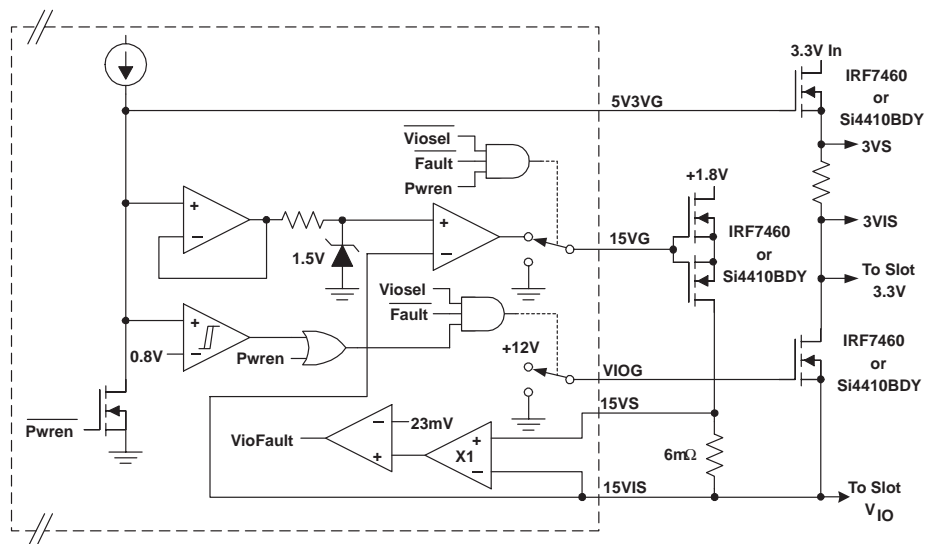 3.3V In
IRF7460
or
Si4410BDY
5V3VG
Viosel
Fault
Pwren
3VS
+1.8V
3VIS
+
−
1.5V
+
−
15VG
IRF7460
or
Si4410BDY
To Slot
3.3V
Viosel
Fault
+
−
0.8V
Pwren
+12V
VIOG
IRF7460
or
Si4410BDY
Pwren
VioFault
−
+
23mV
X1
+
−
15VS
6mΩ
15VIS
To Slot
VIO